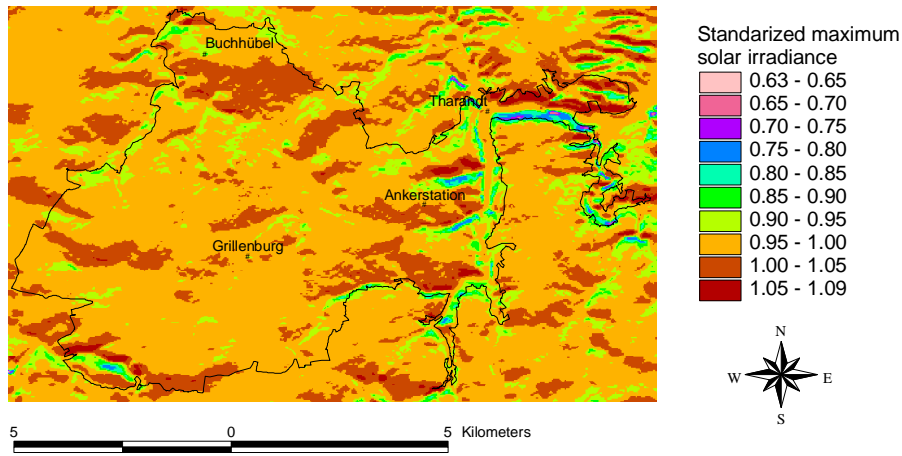 Buchhübel
Tharandt
Ankerstation
Grillenburg
Standarized maximum
solar irradiance
0.63 - 0.65
0.65 - 0.70
0.70 - 0.75
0.75 - 0.80
0.80 - 0.85
0.85 - 0.90
0.90 - 0.95
0.95 - 1.00
1.00 - 1.05
1.05 - 1.09
N
W E
S
5 0 5 Kilometers